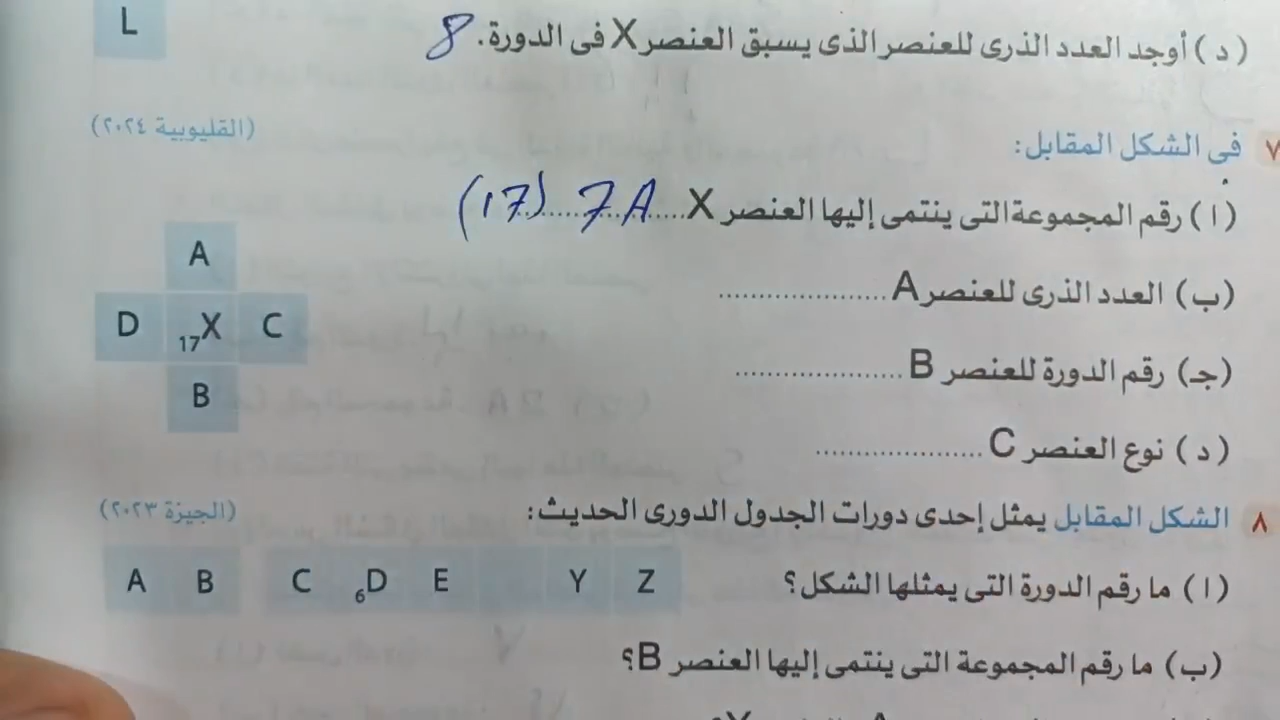 L
(د) أوجد العدد الذرى للعنصر الذى يسبق العنصر X فى الدورة. 8
٧ فى الشكل المقابل: (القليوبية ٢٠٢٤)
(١) رقم المجموعة التى ينتمى إليها العنصر X ..... 7A (17)
(ب) العدد الذرى للعنصر A .....................
(جـ) رقم الدورة للعنصر B .....................
(د) نوع العنصر C .....................
A
D 17X C
B
٨ الشكل المقابل يمثل إحدى دورات الجدول الدورى الحديث: (الجيزة ٢٠٢٣)
(١) ما رقم الدورة التى يمثلها الشكل؟
A B C 6D E Y Z
(ب) ما رقم المجموعة التى ينتمى إليها العنصر B؟